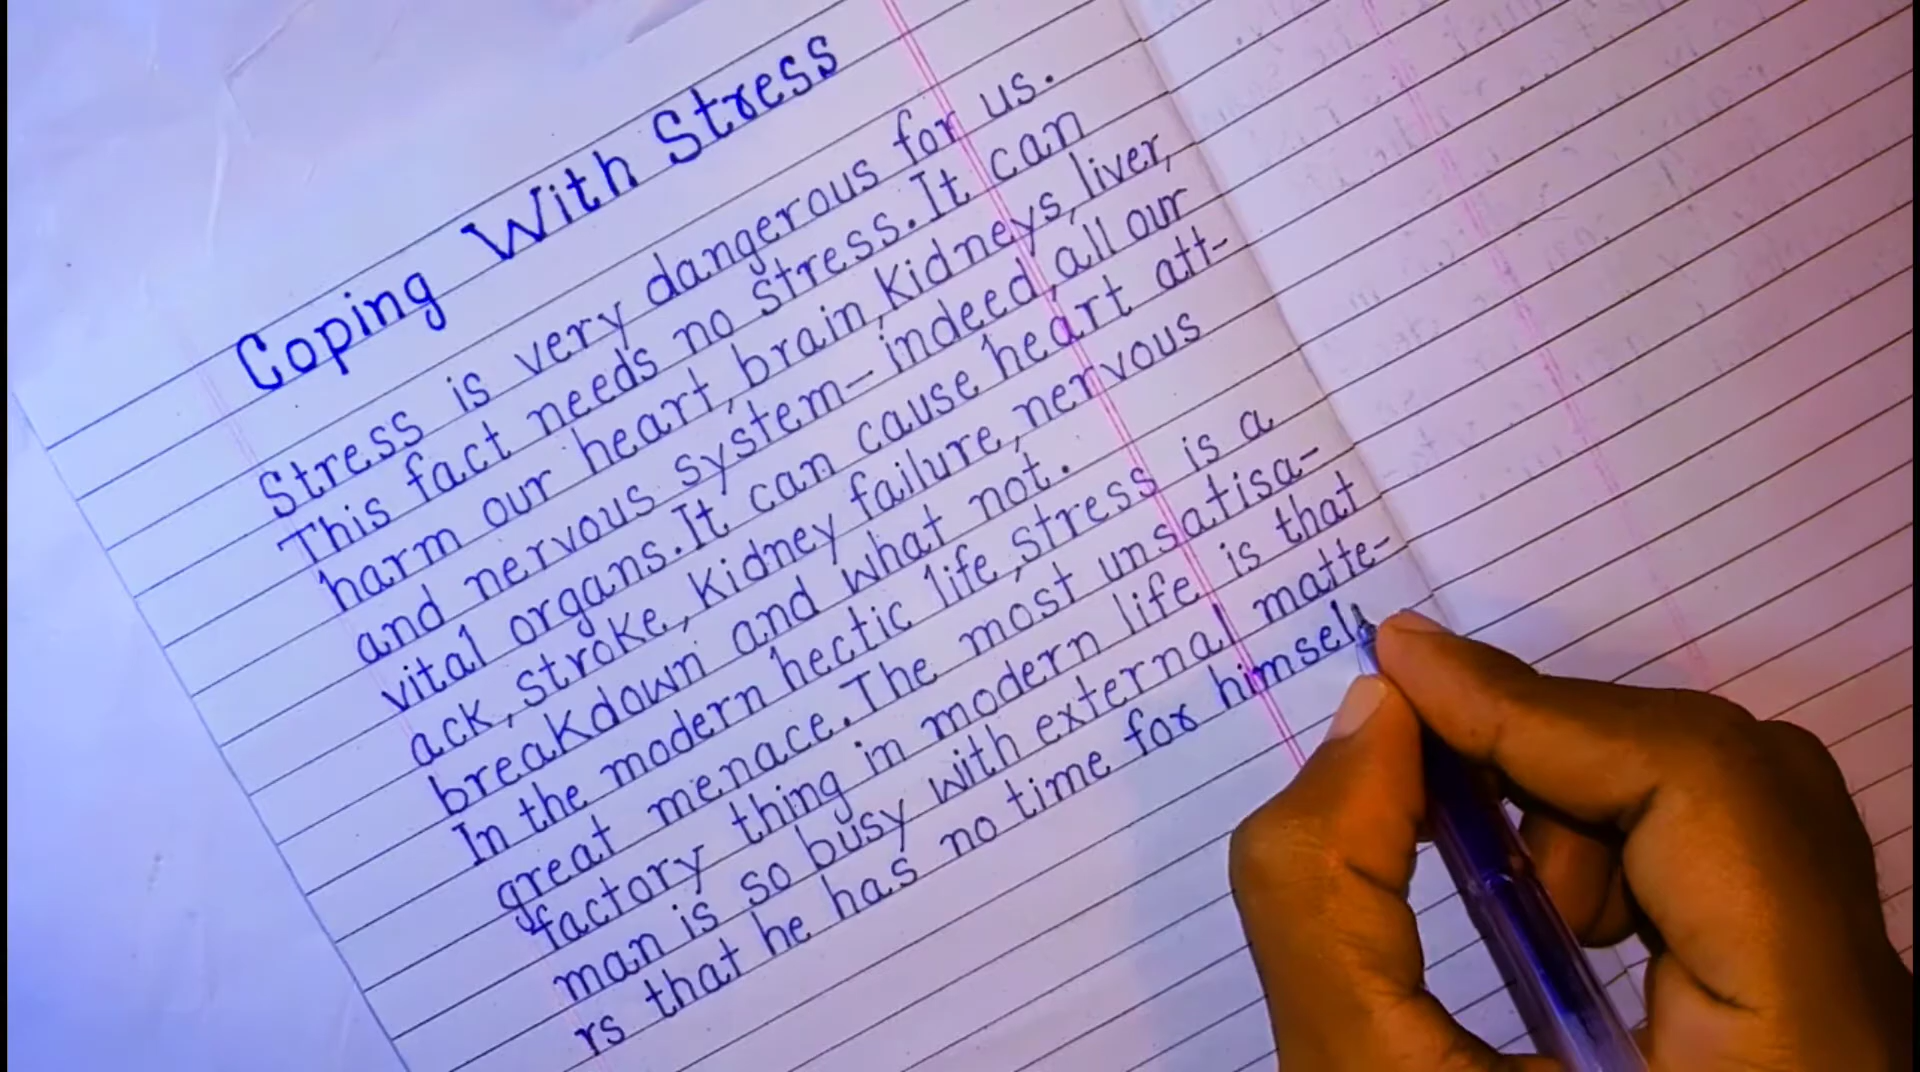 Coping With Stress
Stress is very dangerous for us.
This fact needs no stress. It can
harm our heart, brain, kidneys, liver,
and nervous system- indeed, all our
vital organs. It can cause heart att-
ack, stroke, kidney failure, nervous
breakdown and what not.
In the modern hectic life, stress is a
great menace. The most unsatisa-
factory thing in modern life is that
man is so busy with external matte-
rs that he has no time for himsel